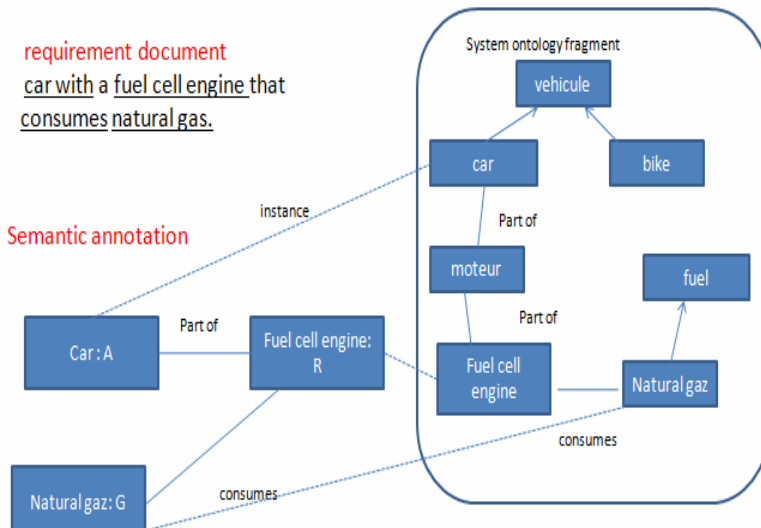 requirement document
car with a fuel cell engine that
consumes natural gas.
System ontology fragment
vehicule
car
bike
instance
Part of
Semantic annotation
moteur
fuel
Part of
Part of
Car : A
Fuel cell engine:
R
Fuel cell
engine
Natural gaz
consumes
Natural gaz: G
consumes